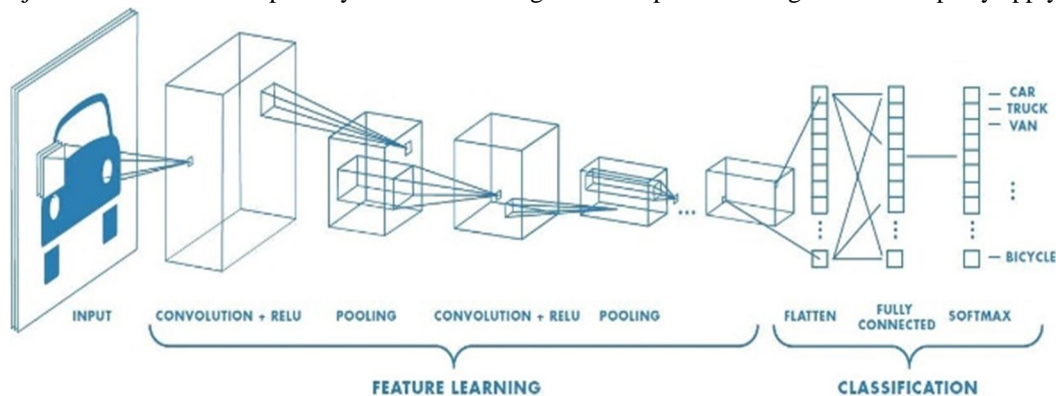 CAR
TRUCK
VAN
BICYCLE
INPUT
CONVOLUTION + RELU
POOLING
CONVOLUTION + RELU
POOLING
FLATTEN
FULLY
CONNECTED
SOFTMAX
FEATURE LEARNING
CLASSIFICATION